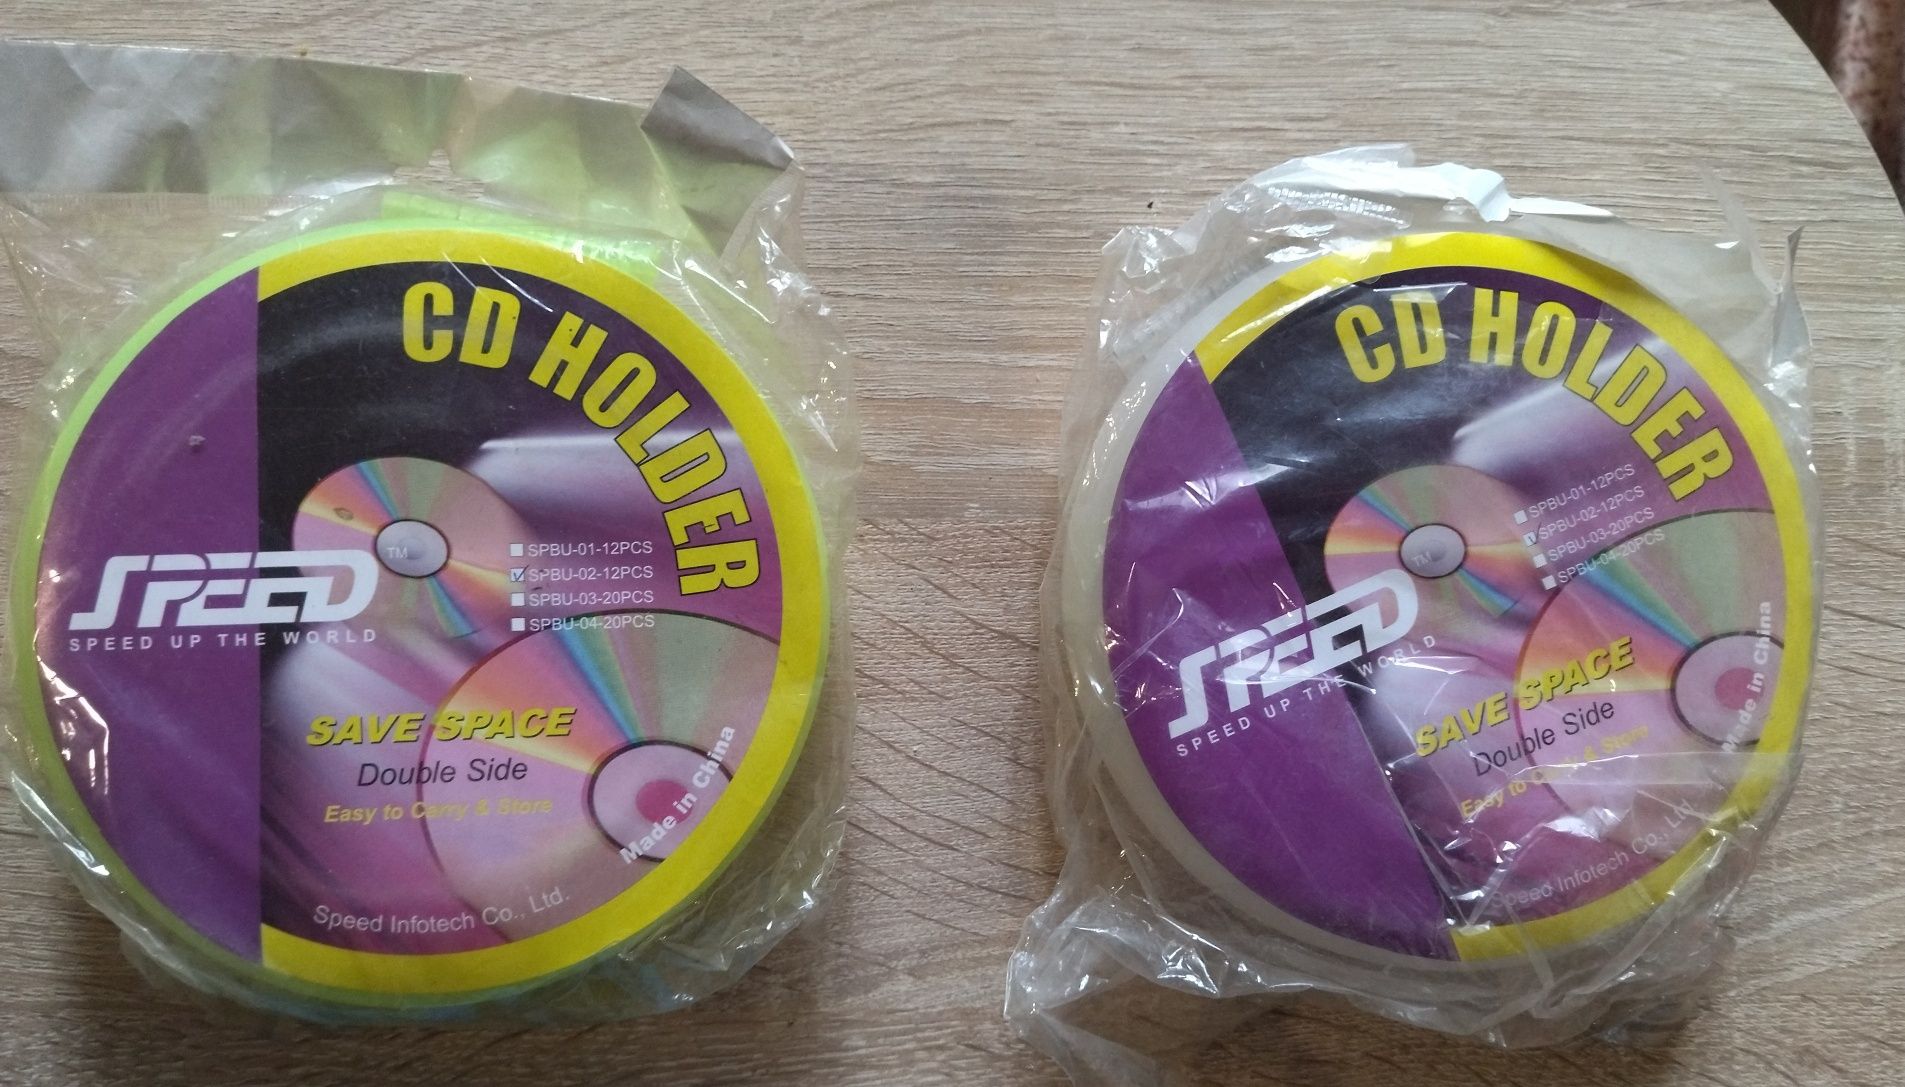 CD HOLDER
SPEED TM
SPEED UP THE WORLD
SPBU-01-12PCS
SPBU-02-12PCS
SPBU-03-20PCS
SPBU-04-20PCS
SAVE SPACE
Double Side
Easy to Carry & Store
Made in China
Speed Infotech Co., Ltd.
CD HOLDER
SPBU-01-12PCS
SPBU-02-12PCS
SPBU-03-20PCS
SPBU-04-20PCS
SPEED TM
SPEED UP THE WORLD
SAVE SPACE
Double Side
Easy to Carry & Store
Made in China
Speed Infotech Co., Ltd.